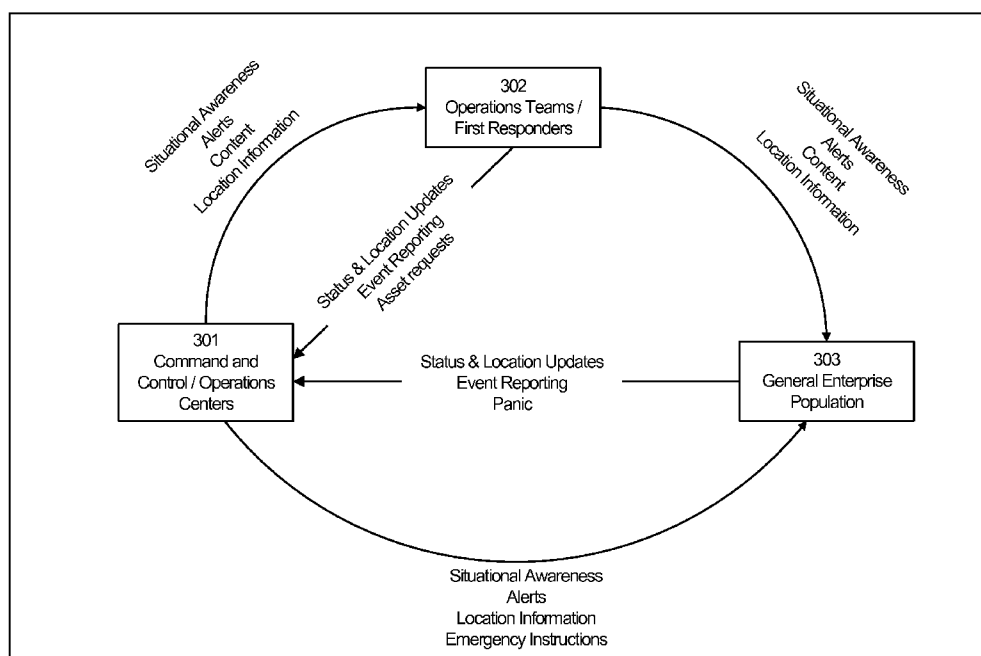 302
Operations Teams /
First Responders
Situational Awareness
Alerts
Content
Location Information
Situational Awareness
Alerts
Content
Location Information
Status & Location Updates
Event Reporting
Asset requests
301
Command and
Control / Operations
Centers
Status & Location Updates
Event Reporting
Panic
303
General Enterprise
Population
Situational Awareness
Alerts
Location Information
Emergency Instructions